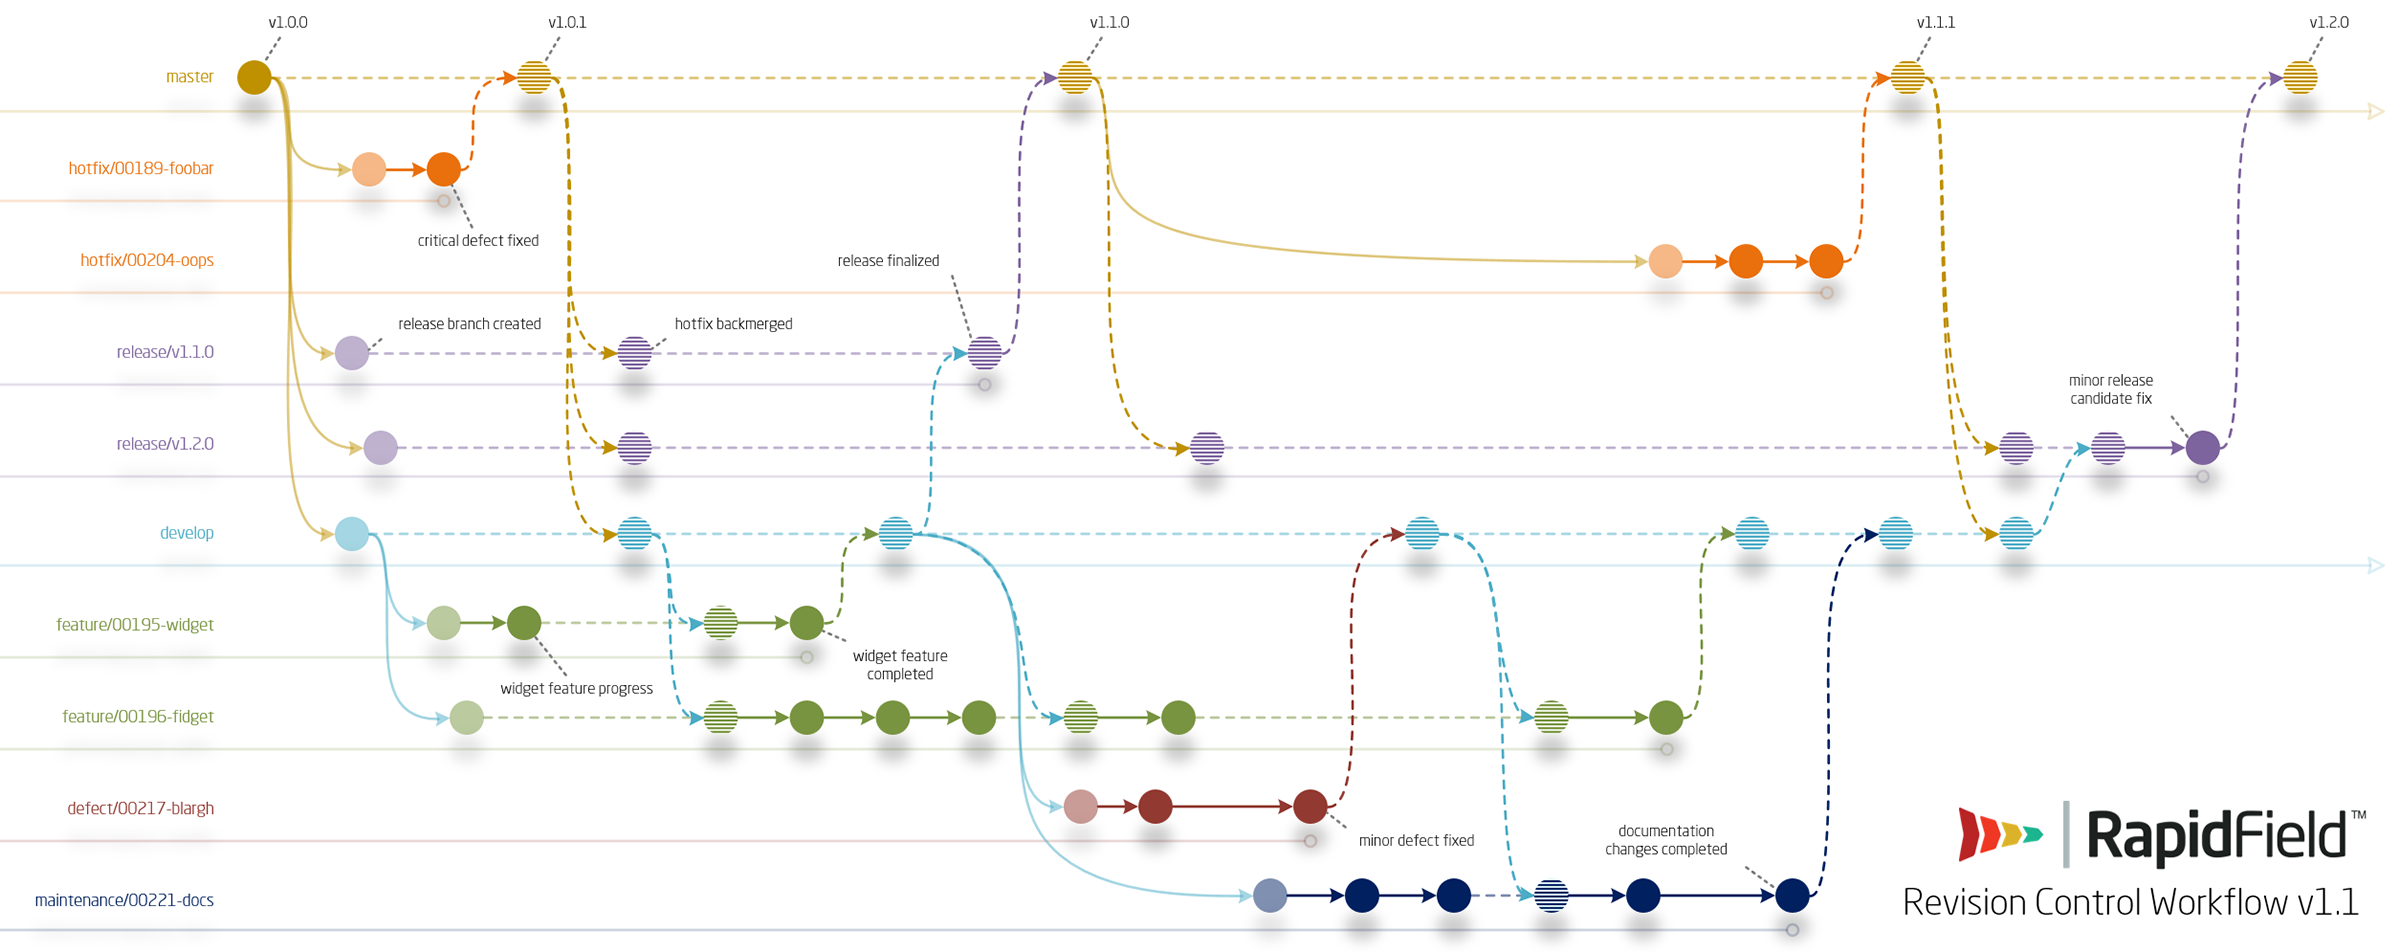 v1.0.0
v1.0.1
v1.1.0
v1.1.1
v1.2.0
master
hotfix/00189-foobar
critical defect fixed
hotfix/00204-oops
release finalized
release branch created
hotfix backmerged
release/v1.1.0
minor release
candidate fix
release/v1.2.0
develop
feature/00195-widget
widget feature
completed
widget feature progress
feature/00196-fidget
defect/00217-blargh
minor defect fixed
documentation
changes completed
maintenance/00221-docs
RapidField™
Revision Control Workflow v1.1